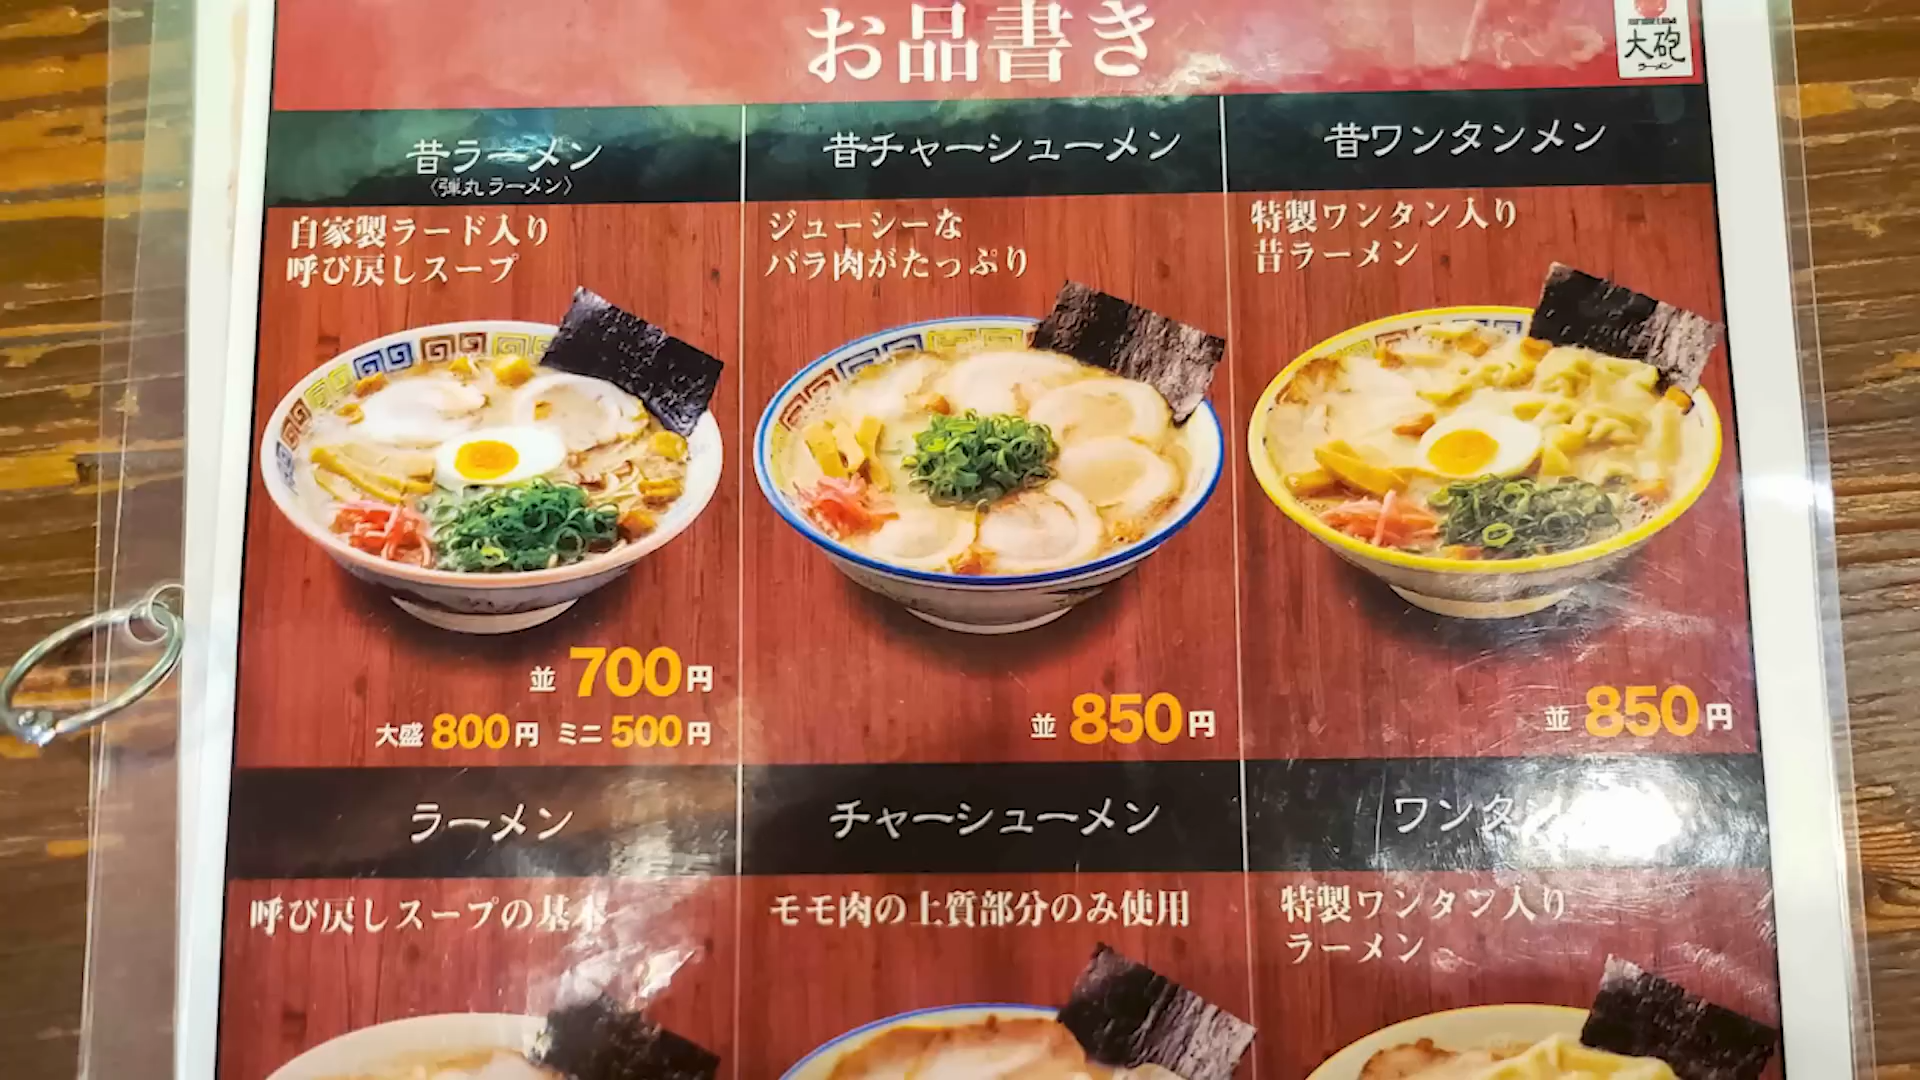 お品書き
大砲
ラーメン
昔ラーメン
〈弾丸ラーメン〉
自家製ラード入り
呼び戻しスープ
並 700円
大盛 800円 ミニ 500円
昔チャーシューメン
ジューシーな
バラ肉がたっぷり
並 850円
昔ワンタンメン
特製ワンタン入り
昔ラーメン
並 850円
ラーメン
呼び戻しスープの基本
チャーシューメン
モモ肉の上質部分のみ使用
ワンタン
特製ワンタン入り
ラーメン